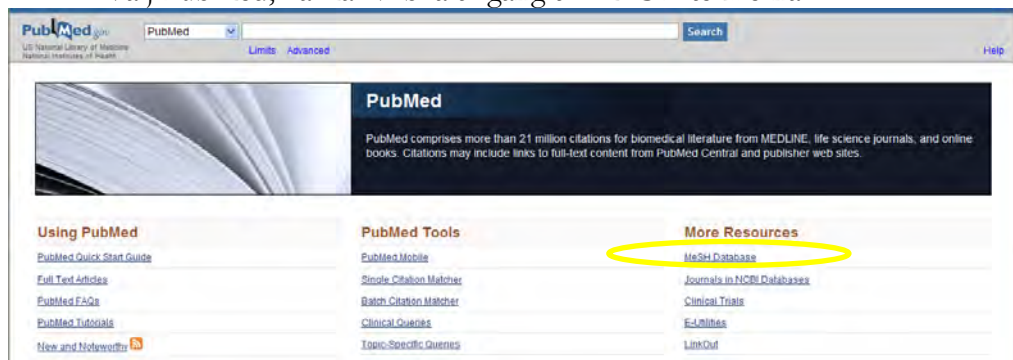 PubMed.gov PubMed Search
US National Library of Medicine
National Institutes of Health
Limits Advanced Help
PubMed
PubMed comprises more than 21 million citations for biomedical literature from MEDLINE, life science journals, and online
books. Citations may include links to full-text content from PubMed Central and publisher web sites.
Using PubMed
PubMed Quick Start Guide
Full Text Articles
PubMed FAQs
PubMed Tutorials
New and Noteworthy
PubMed Tools
PubMed Mobile
Single Citation Matcher
Batch Citation Matcher
Clinical Queries
Topic-Specific Queries
More Resources
MeSH Database
Journals in NCBI Databases
Clinical Trials
E-Utilities
LinkOut